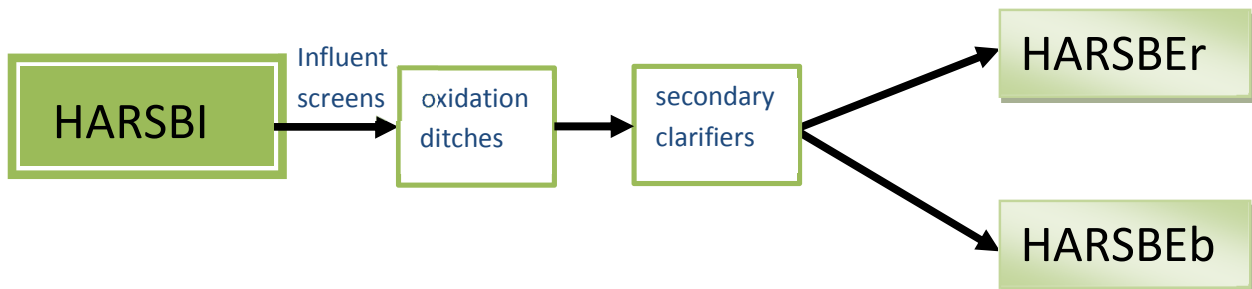 HARSBI
Influent
screens
oxidation
ditches
secondary
clarifiers
HARSBEr
HARSBEb